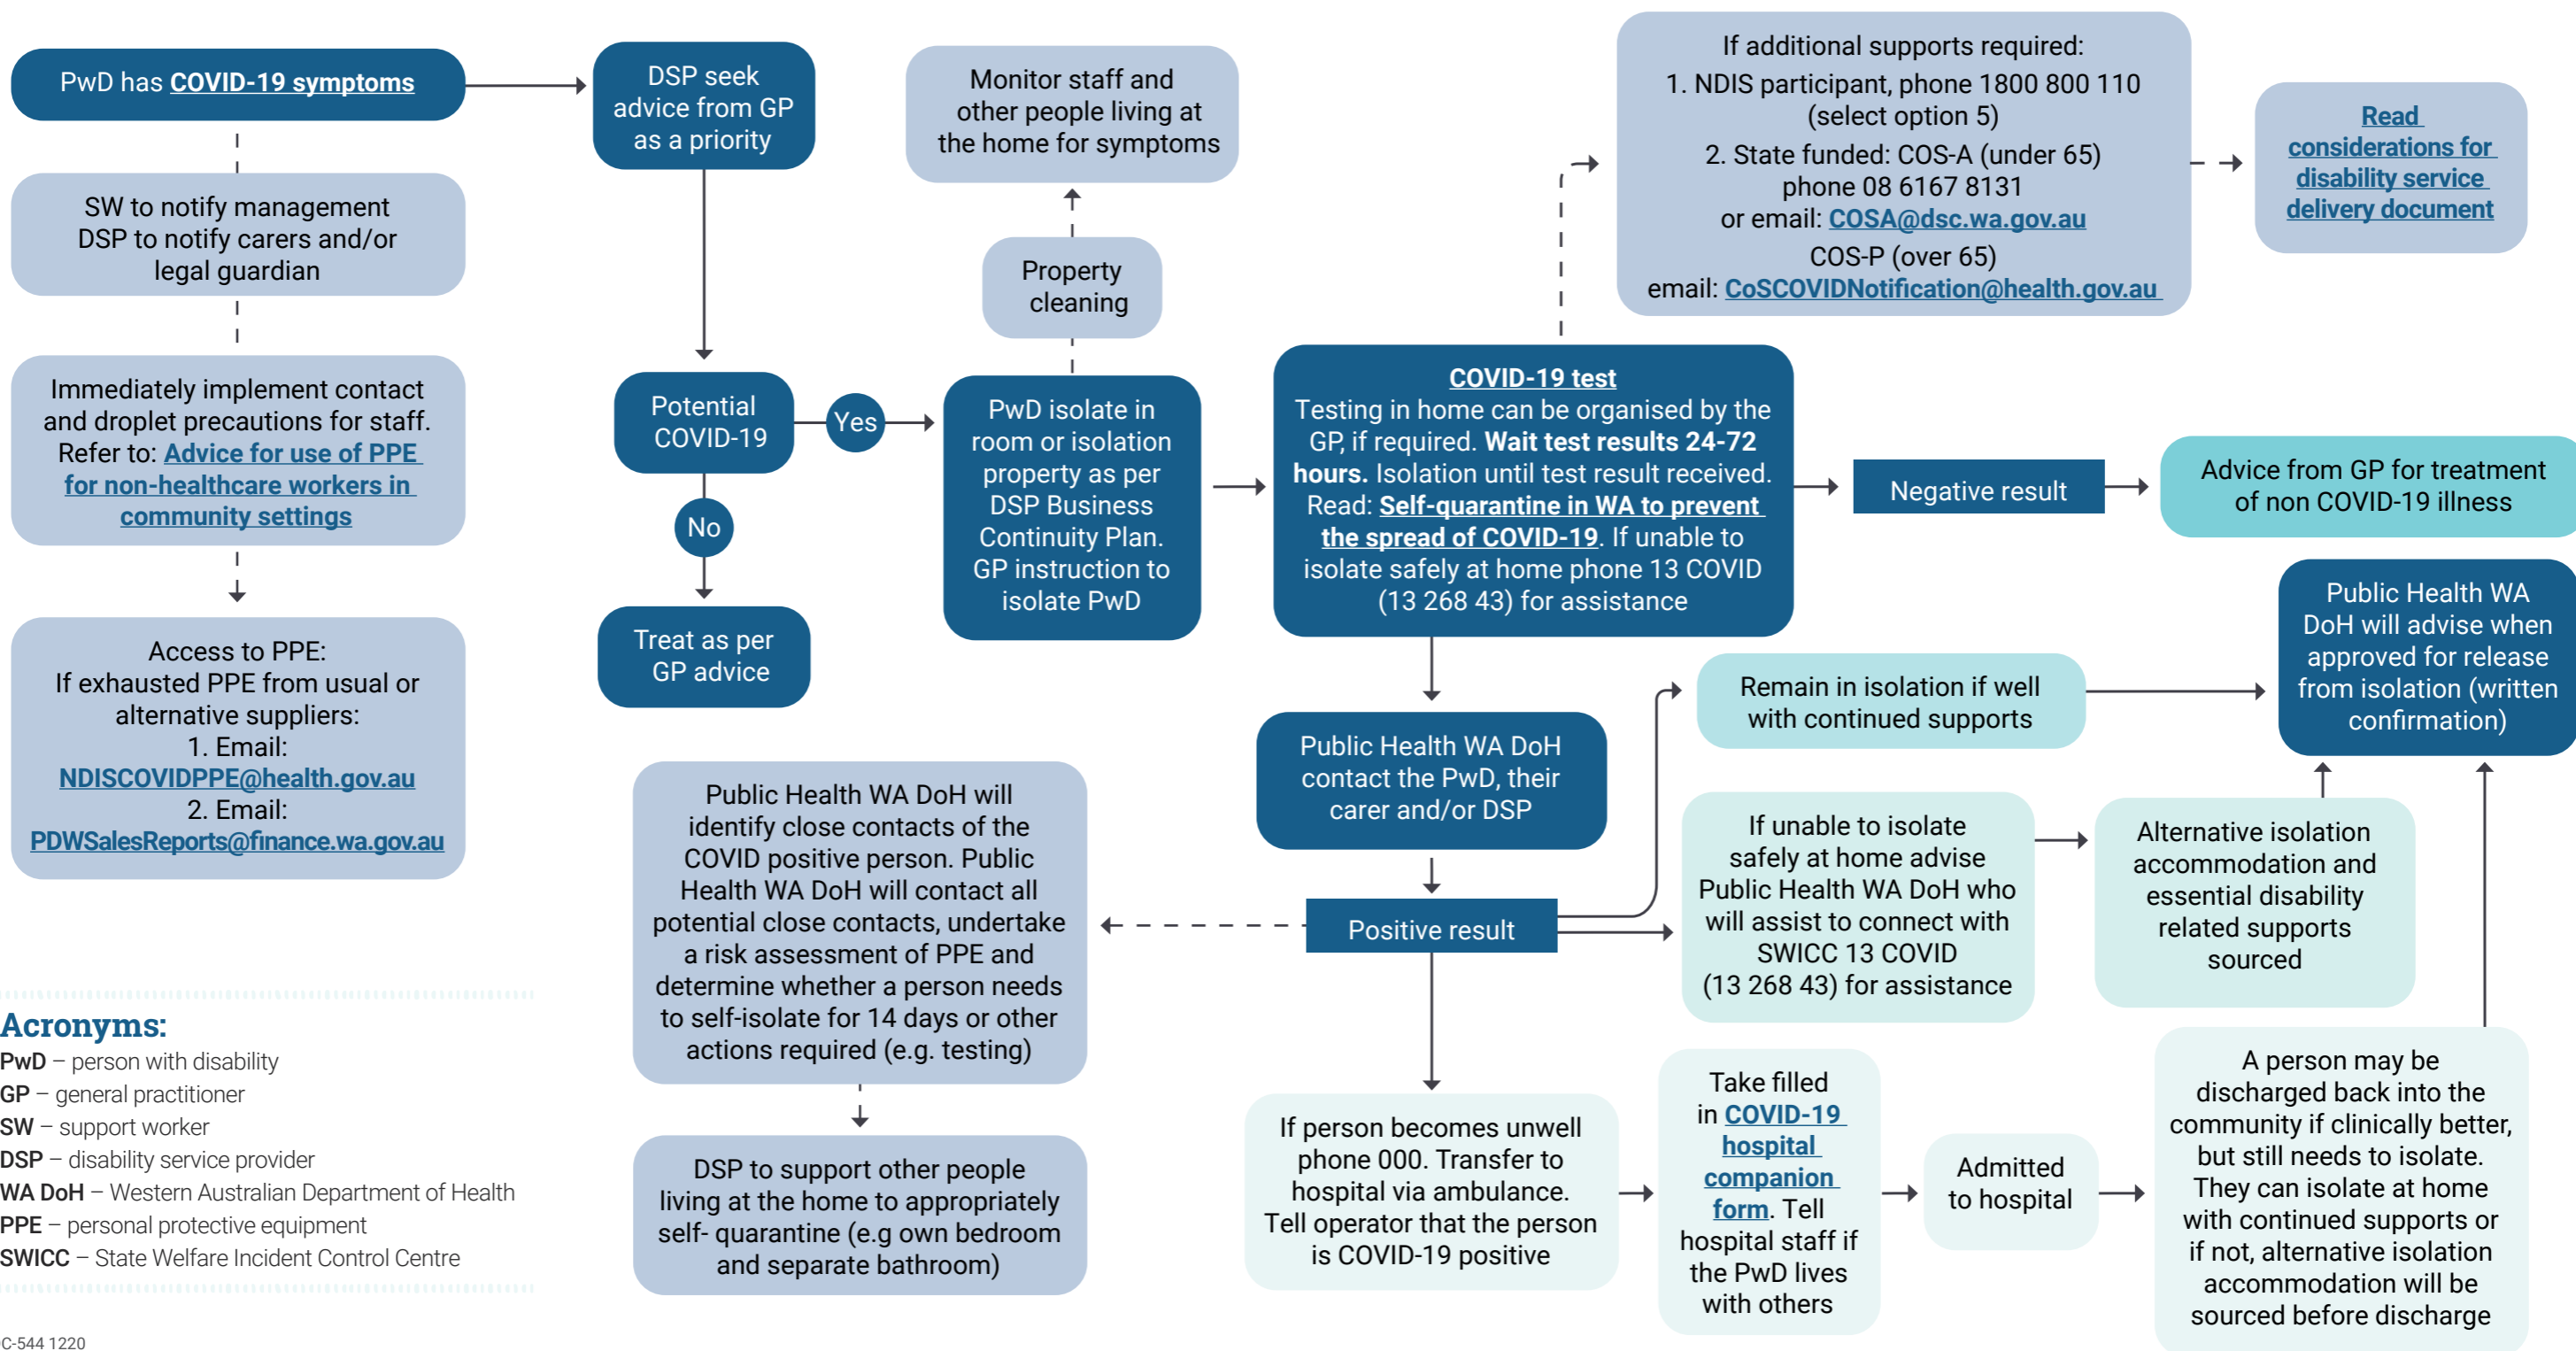 PwD has COVID-19 symptoms
SW to notify management
DSP to notify carers and/or
legal guardian
Immediately implement contact
and droplet precautions for staff.
Refer to: Advice for use of PPE
for non-healthcare workers in
community settings
Access to PPE:
If exhausted PPE from usual or
alternative suppliers:
1. Email:
NDISCOVIDPPE@health.gov.au
2. Email:
PDWSalesReports@finance.wa.gov.au
DSP seek
advice from GP
as a priority
Potential
COVID-19
Yes
No
Treat as per
GP advice
Monitor staff and
other people living at
the home for symptoms
Property
cleaning
PwD isolate in
room or isolation
property as per
DSP Business
Continuity Plan.
GP instruction to
isolate PwD
If additional supports required:
1. NDIS participant, phone 1800 800 110
(select option 5)
2. State funded: COS-A (under 65)
phone 08 6167 8131
or email: COSA@dsc.wa.gov.au
COS-P (over 65)
email: CoSCOVIDNotification@health.gov.au
Read
considerations for
disability service
delivery document
COVID-19 test
Testing in home can be organised by the
GP, if required. Wait test results 24-72
hours. Isolation until test result received.
Read: Self-quarantine in WA to prevent
the spread of COVID-19. If unable to
isolate safely at home phone 13 COVID
(13 268 43) for assistance
Negative result
Advice from GP for treatment
of non COVID-19 illness
Public Health WA DoH
contact the PwD, their
carer and/or DSP
Positive result
Remain in isolation if well
with continued supports
Public Health WA
DoH will advise when
approved for release
from isolation (written
confirmation)
If unable to isolate
safely at home advise
Public Health WA DoH who
will assist to connect with
SWICC 13 COVID
(13 268 43) for assistance
Alternative isolation
accommodation and
essential disability
related supports
sourced
Public Health WA DoH will
identify close contacts of the
COVID positive person. Public
Health WA DoH will contact all
potential close contacts, undertake
a risk assessment of PPE and
determine whether a person needs
to self-isolate for 14 days or other
actions required (e.g. testing)
DSP to support other people
living at the home to appropriately
self- quarantine (e.g own bedroom
and separate bathroom)
If person becomes unwell
phone 000. Transfer to
hospital via ambulance.
Tell operator that the person
is COVID-19 positive
Take filled
in COVID-19
hospital
companion
form. Tell
hospital staff if
the PwD lives
with others
Admitted
to hospital
A person may be
discharged back into the
community if clinically better,
but still needs to isolate.
They can isolate at home
with continued supports or
if not, alternative isolation
accommodation will be
sourced before discharge
Acronyms:
PwD – person with disability
GP – general practitioner
SW – support worker
DSP – disability service provider
WA DoH – Western Australian Department of Health
PPE – personal protective equipment
SWICC – State Welfare Incident Control Centre
C-544 1220